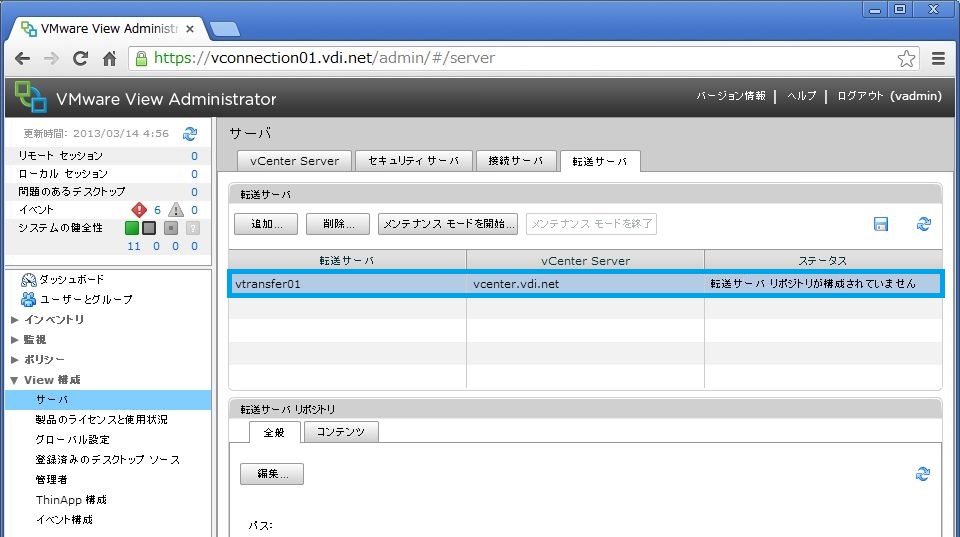 VMware View Administr
https://vconnection01.vdi.net/admin/#/server
VMware View Administrator
バージョン情報 | ヘルプ | ログアウト (vadmin)
更新時間: 2013/03/14 4:56
リモート セッション 0
ローカル セッション 0
問題のあるデスクトップ 0
イベント 6 0
システムの健全性
11 0 0 0
ダッシュボード
ユーザーとグループ
インベントリ
監視
ポリシー
View 構成
サーバ
製品のライセンスと使用状況
グローバル設定
登録済みのデスクトップ ソース
管理者
ThinApp 構成
イベント構成
サーバ
vCenter Server セキュリティ サーバ 接続サーバ 転送サーバ
転送サーバ
追加... 削除... メンテナンス モードを開始... メンテナンス モードを終了
転送サーバ vCenter Server ステータス
vtransfer01 vcenter.vdi.net 転送サーバ リポジトリが構成されていません
転送サーバ リポジトリ
全般 コンテンツ
編集...
パス: